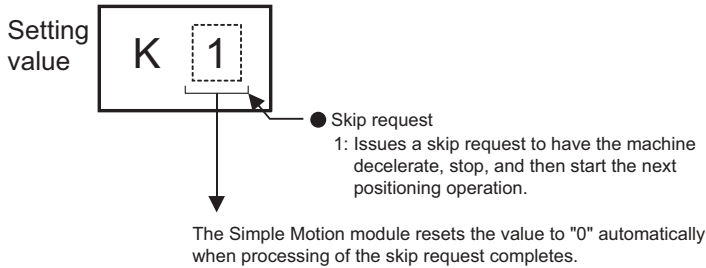 Setting
value
K 1
● Skip request
1: Issues a skip request to have the machine
decelerate, stop, and then start the next
positioning operation.
The Simple Motion module resets the value to "0" automatically
when processing of the skip request completes.